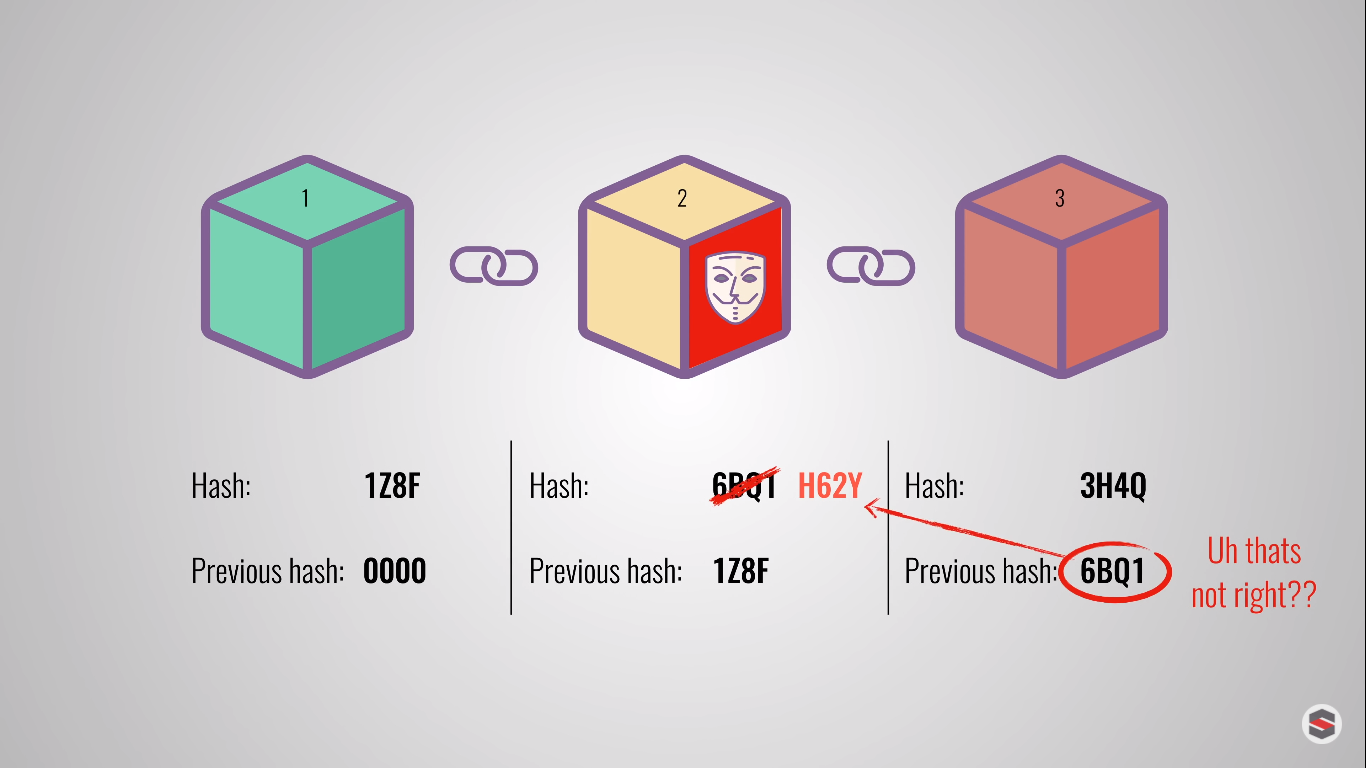 1
2
3
Hash: 1Z8F
Previous hash: 0000
Hash: 6BQ1 H62Y
Previous hash: 1Z8F
Hash: 3H4Q
Previous hash: 6BQ1
Uh thats
not right??